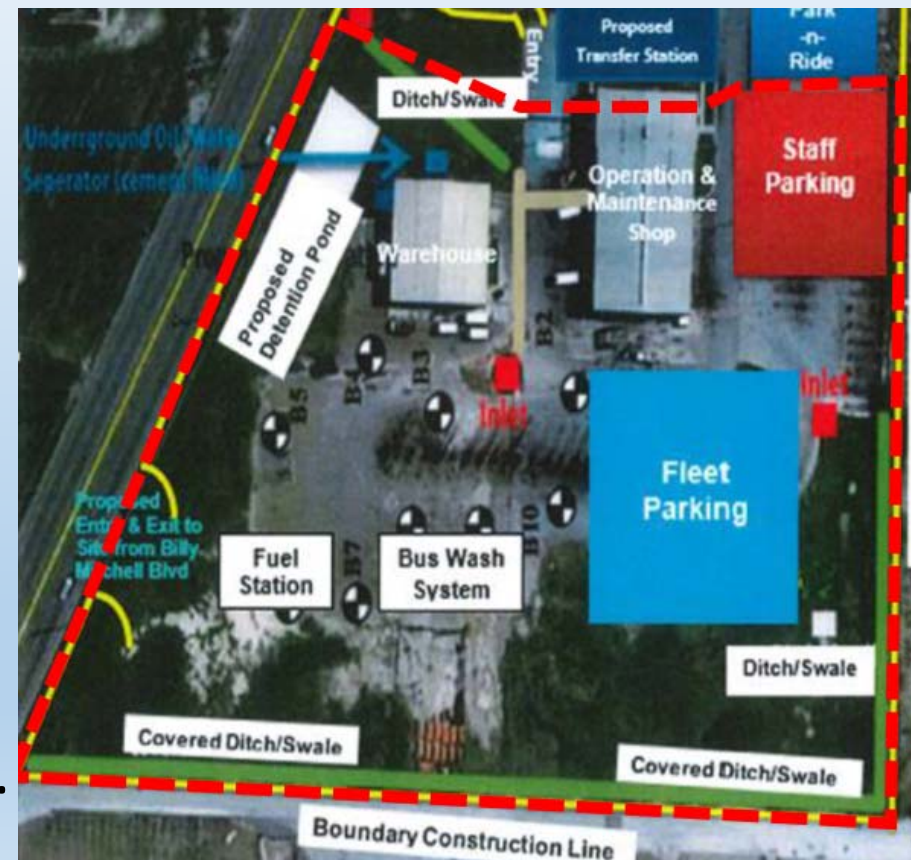 Proposed
Transfer Station
Park
-n-
Ride
Entry
Ditch/Swale
Underrground Oil/Water
Seperator (cement lined)
Staff
Parking
Operation &
Maintenance
Shop
Warehouse
Proposed
Detention Pond
B2
B3
B4
B5
Inlet
Inlet
Fleet
Parking
Proposed
Entry & Exit to
Site from Billy
Mitchell Blvd
B10
B7
Fuel
Station
Bus Wash
System
Ditch/Swale
Covered Ditch/Swale
Covered Ditch/Swale
Boundary Construction Line